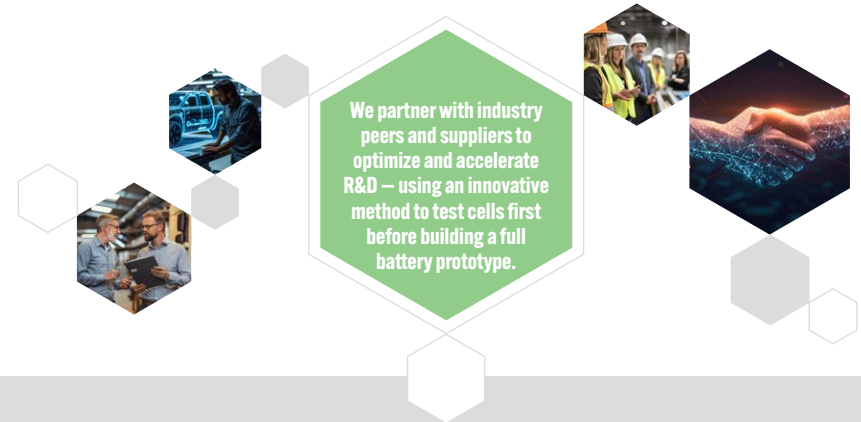 We partner with industry
peers and suppliers to
optimize and accelerate
R&D — using an innovative
method to test cells first
before building a full
battery prototype.